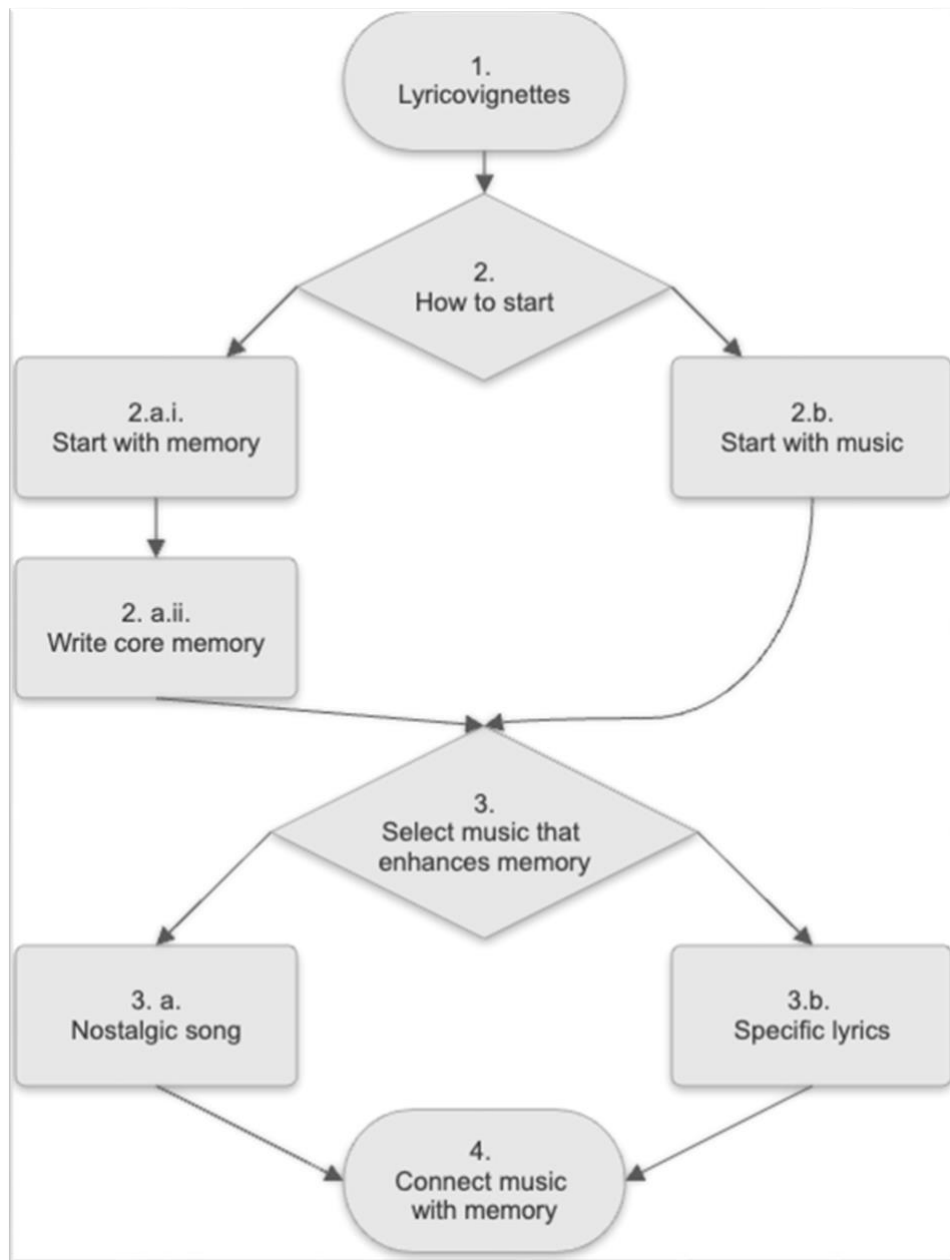 1.
Lyricovignettes
2.
How to start
2.a.i.
Start with memory
2.b.
Start with music
2. a.ii.
Write core memory
3.
Select music that
enhances memory
3. a.
Nostalgic song
3.b.
Specific lyrics
4.
Connect music
with memory